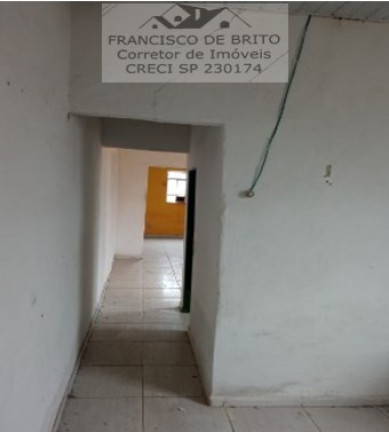 FRANCISCO DE BRITO
Corretor de Imóveis
CRECI SP 230174